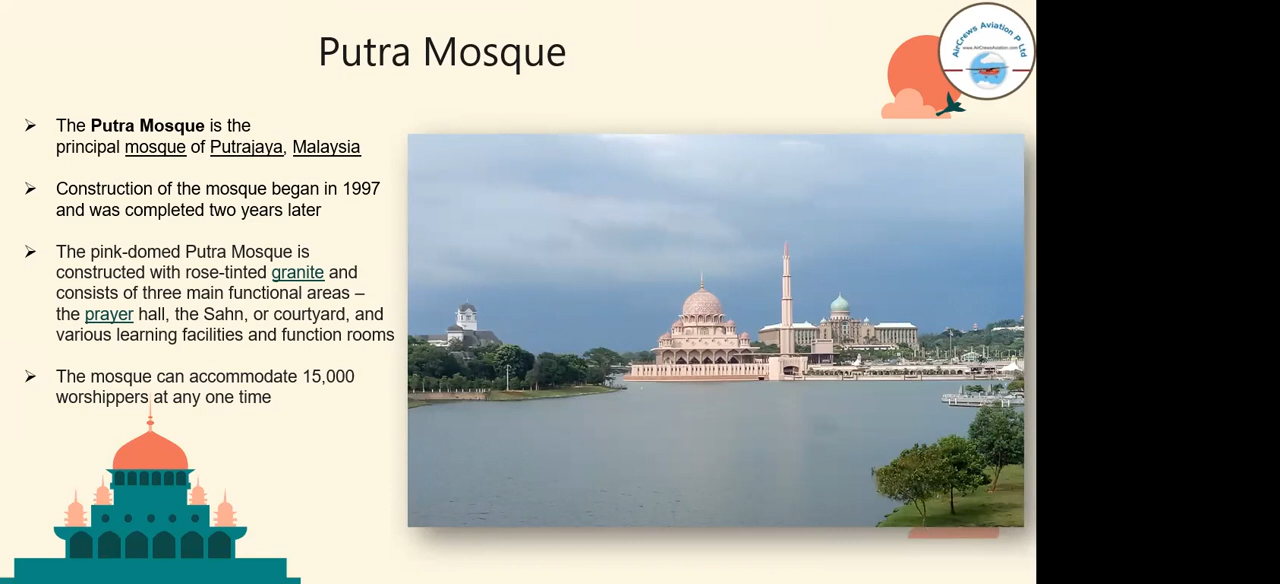 Putra Mosque
AirCrews Aviation P Ltd
www.AirCrewsAviation.com
➢ The Putra Mosque is the
principal mosque of Putrajaya, Malaysia
➢ Construction of the mosque began in 1997
and was completed two years later
➢ The pink-domed Putra Mosque is
constructed with rose-tinted granite and
consists of three main functional areas –
the prayer hall, the Sahn, or courtyard, and
various learning facilities and function rooms
➢ The mosque can accommodate 15,000
worshippers at any one time